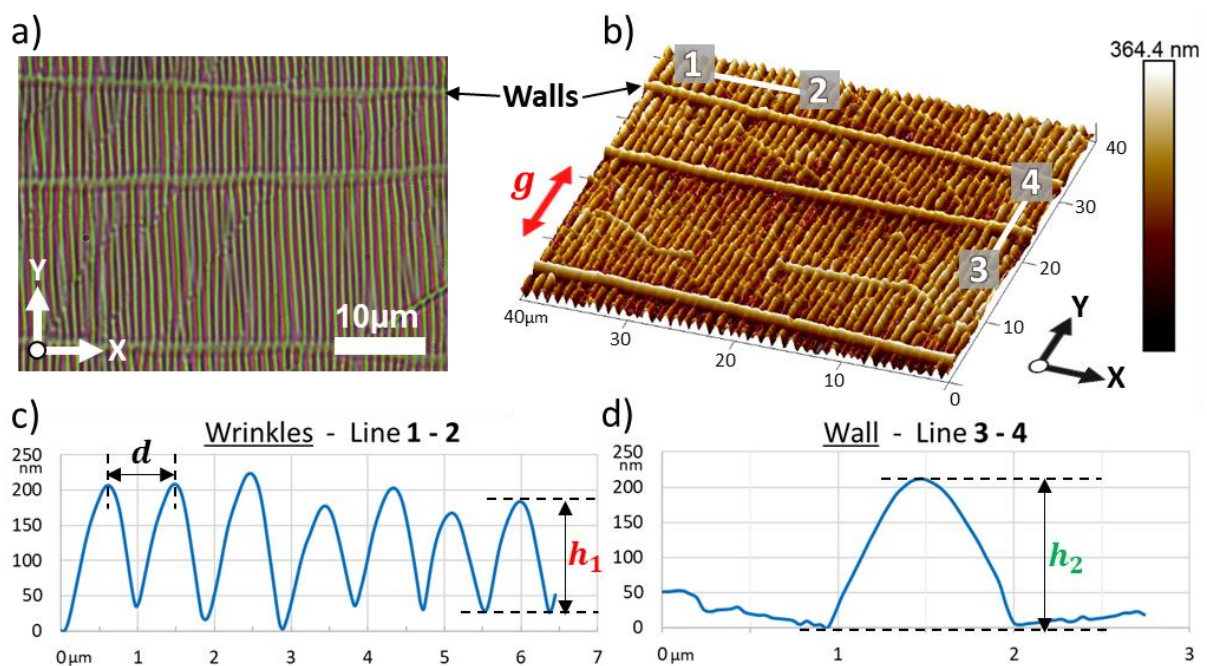 a)
Y
X
10µm
Walls
b)
364.4 nm
1
2
g
4
3
40
30
20
10
0
40µm
30
20
10
Y
X
c)
Wrinkles - Line 1 - 2
250
nm
200
150
100
50
0
d
h1
0 µm
1
2
3
4
5
6
7
d)
Wall - Line 3 - 4
250
nm
200
150
100
50
0
h2
0 µm
1
2
3